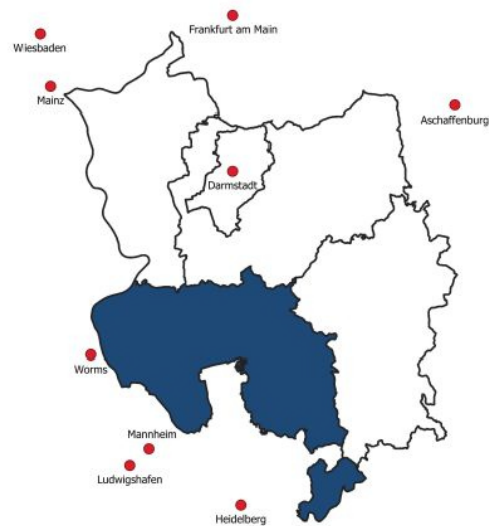 Frankfurt am Main
Wiesbaden
Mainz
Aschaffenburg
Darmstadt
Worms
Mannheim
Ludwigshafen
Heidelberg